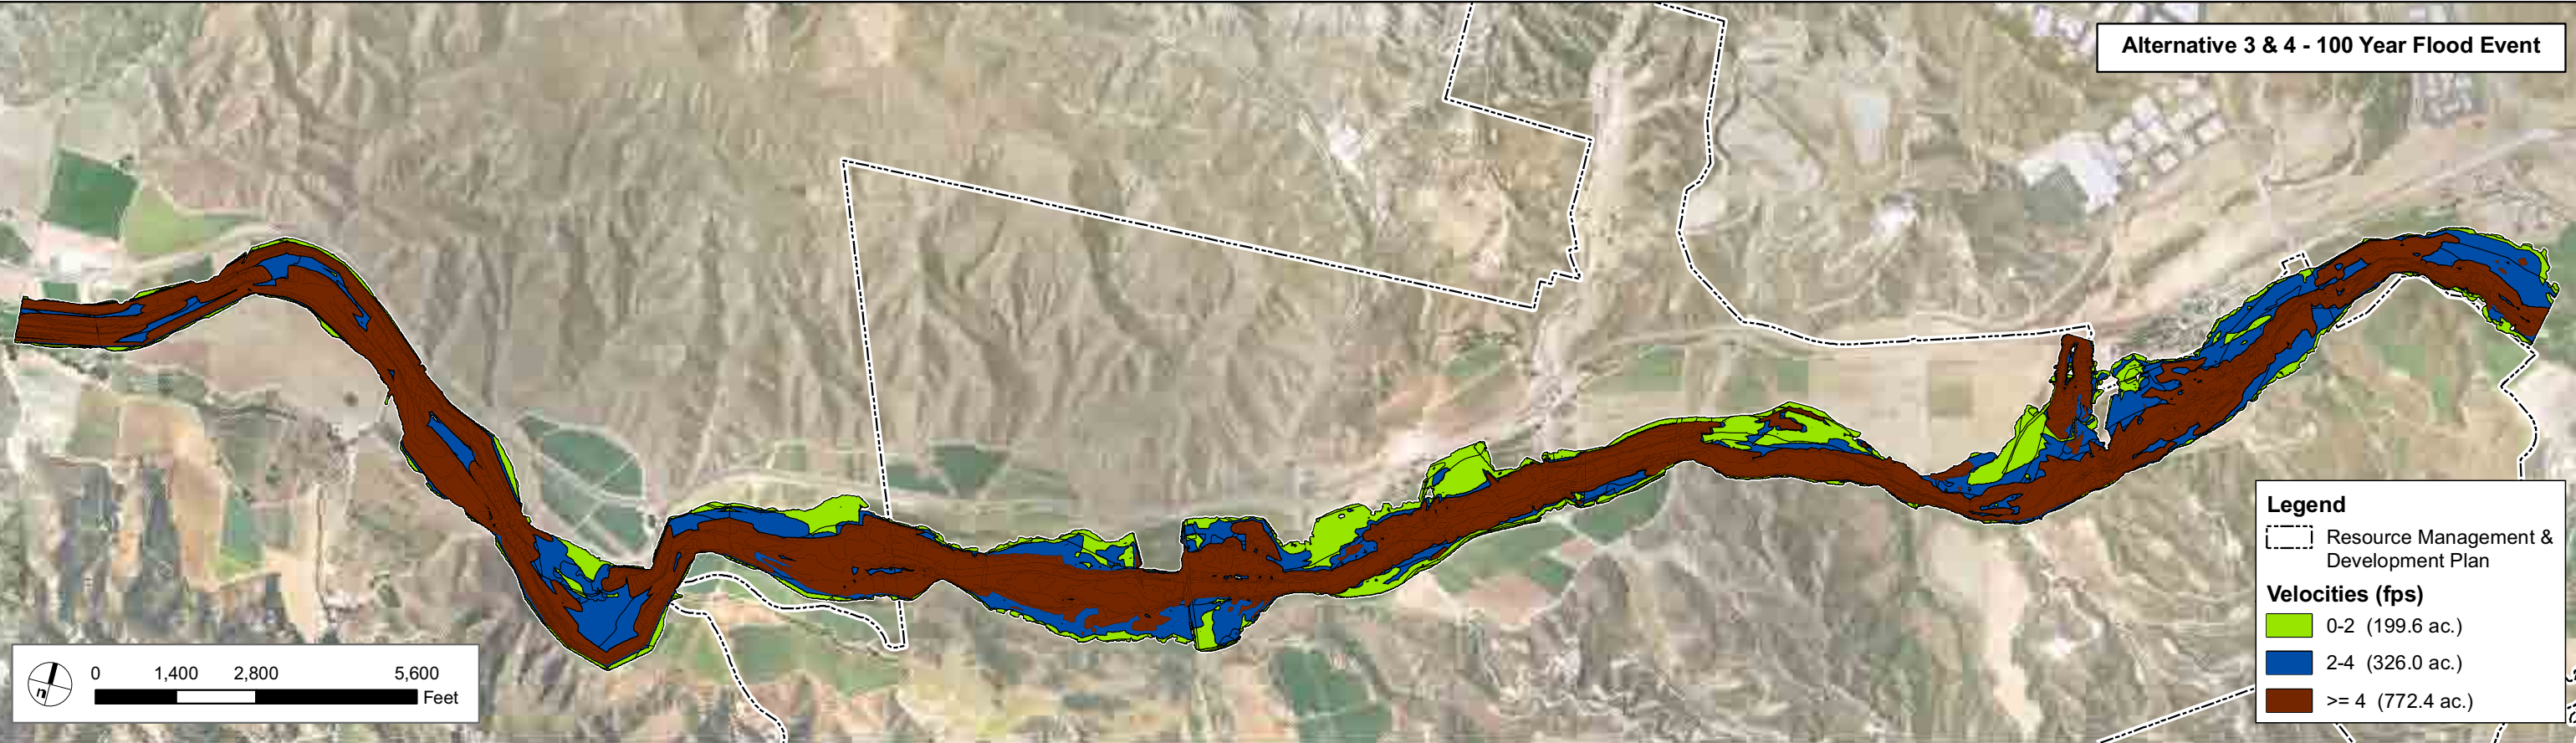 Alternative 3 & 4 - 100 Year Flood Event
Legend
Resource Management &
Development Plan
Velocities (fps)
0-2 (199.6 ac.)
2-4 (326.0 ac.)
>= 4 (772.4 ac.)
n
0 1,400 2,800 5,600
Feet